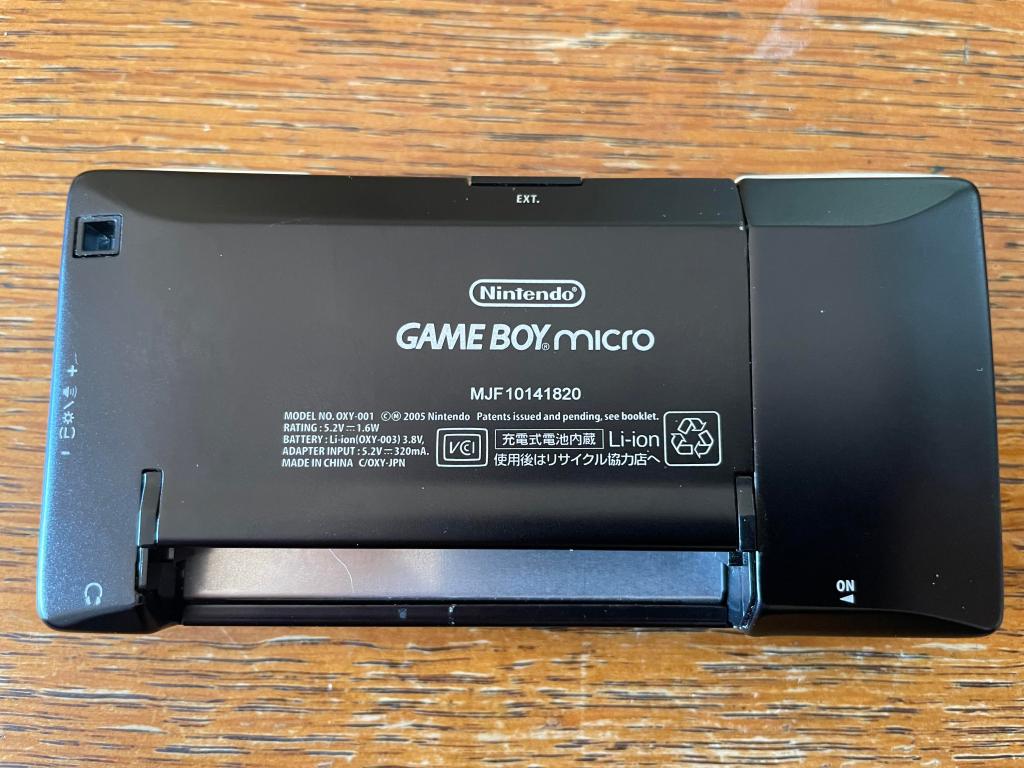 EXT.
Nintendo®
GAME BOY® micro
MJF10141820
MODEL NO. OXY-001 ©Ⓜ 2005 Nintendo Patents issued and pending, see booklet.
RATING : 5.2V⎓1.6W
BATTERY : Li-ion(OXY-003) 3.8V,
ADAPTER INPUT : 5.2V⎓320mA.
MADE IN CHINA C/OXY-JPN
VCI
充電式電池内蔵 Li-ion
使用後はリサイクル協力店へ
ON